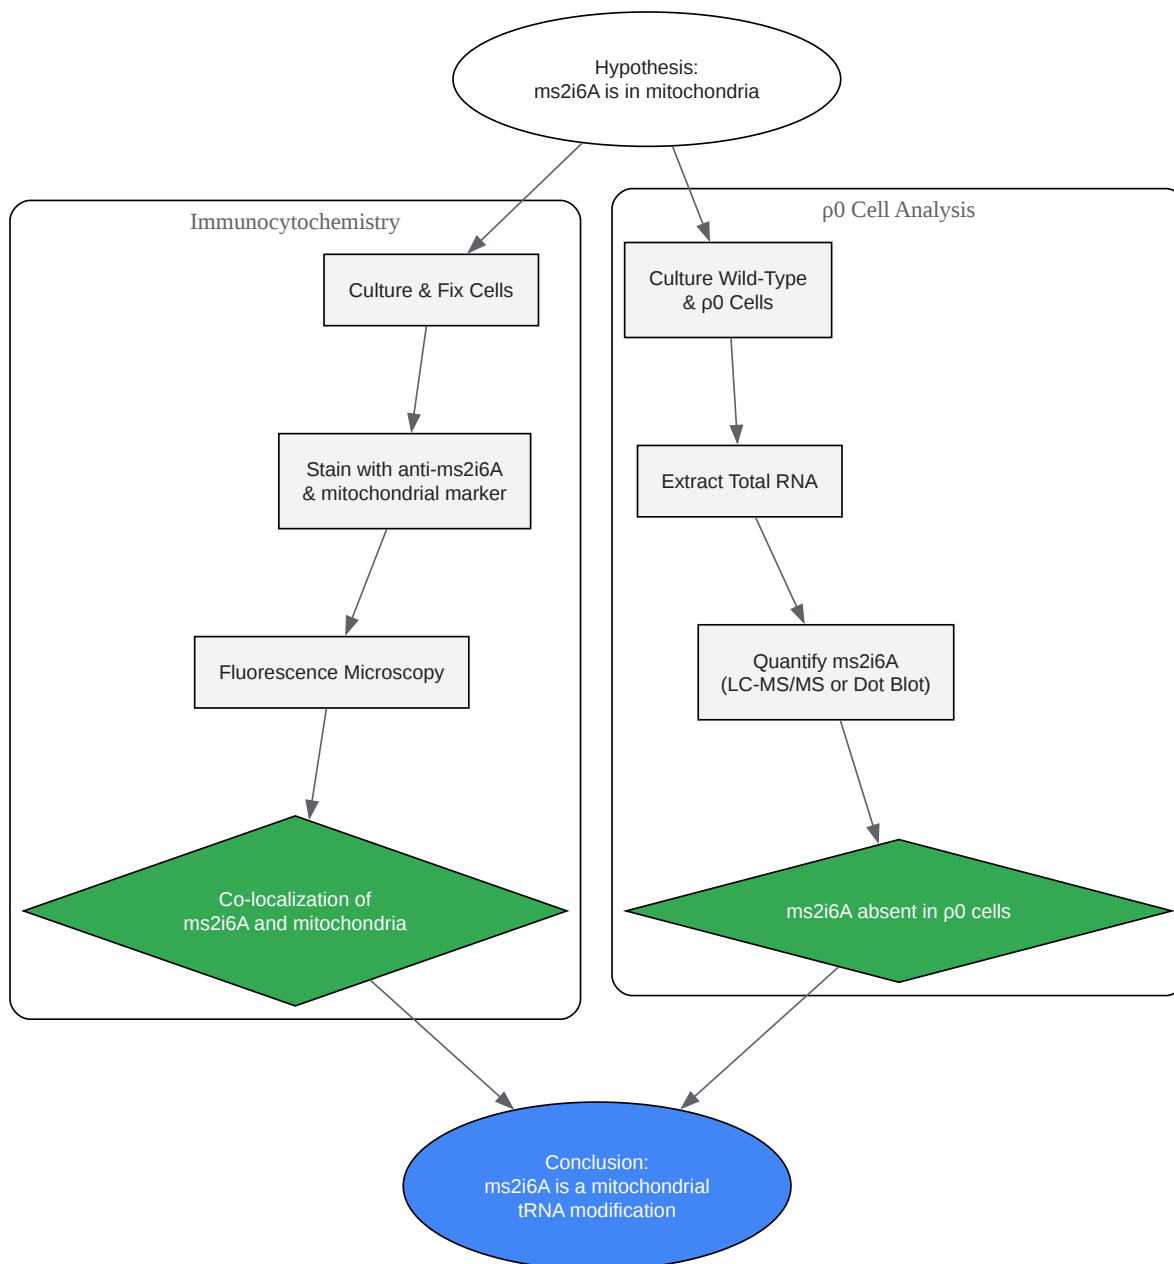 Hypothesis:
ms2i6A is in mitochondria
Immunocytochemistry
Culture & Fix Cells
Stain with anti-ms2i6A
& mitochondrial marker
Fluorescence Microscopy
Co-localization of
ms2i6A and mitochondria
ρ0 Cell Analysis
Culture Wild-Type
& ρ0 Cells
Extract Total RNA
Quantify ms2i6A
(LC-MS/MS or Dot Blot)
ms2i6A absent in ρ0 cells
Conclusion:
ms2i6A is a mitochondrial
tRNA modification